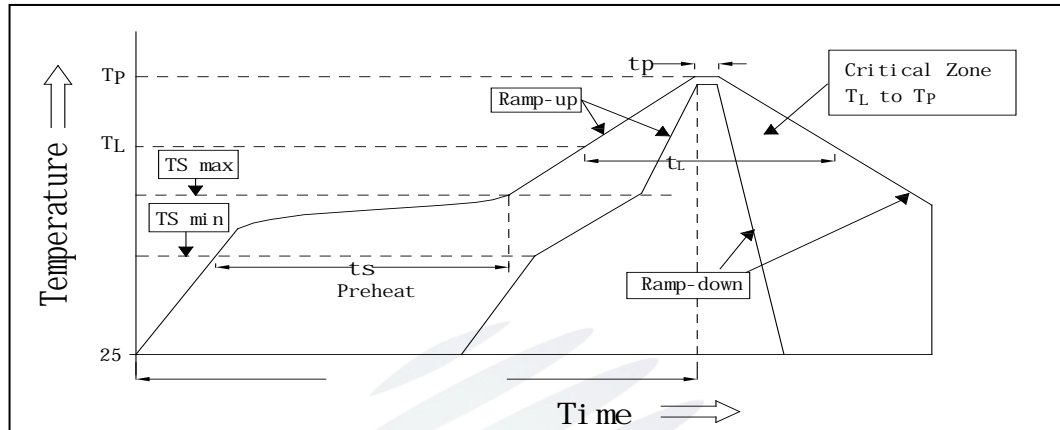 tp
TP
Critical Zone
TL to TP
Ramp-up
TL
TS max
tL
TS min
ts
Preheat
Ramp-down
25
Temperature
Time